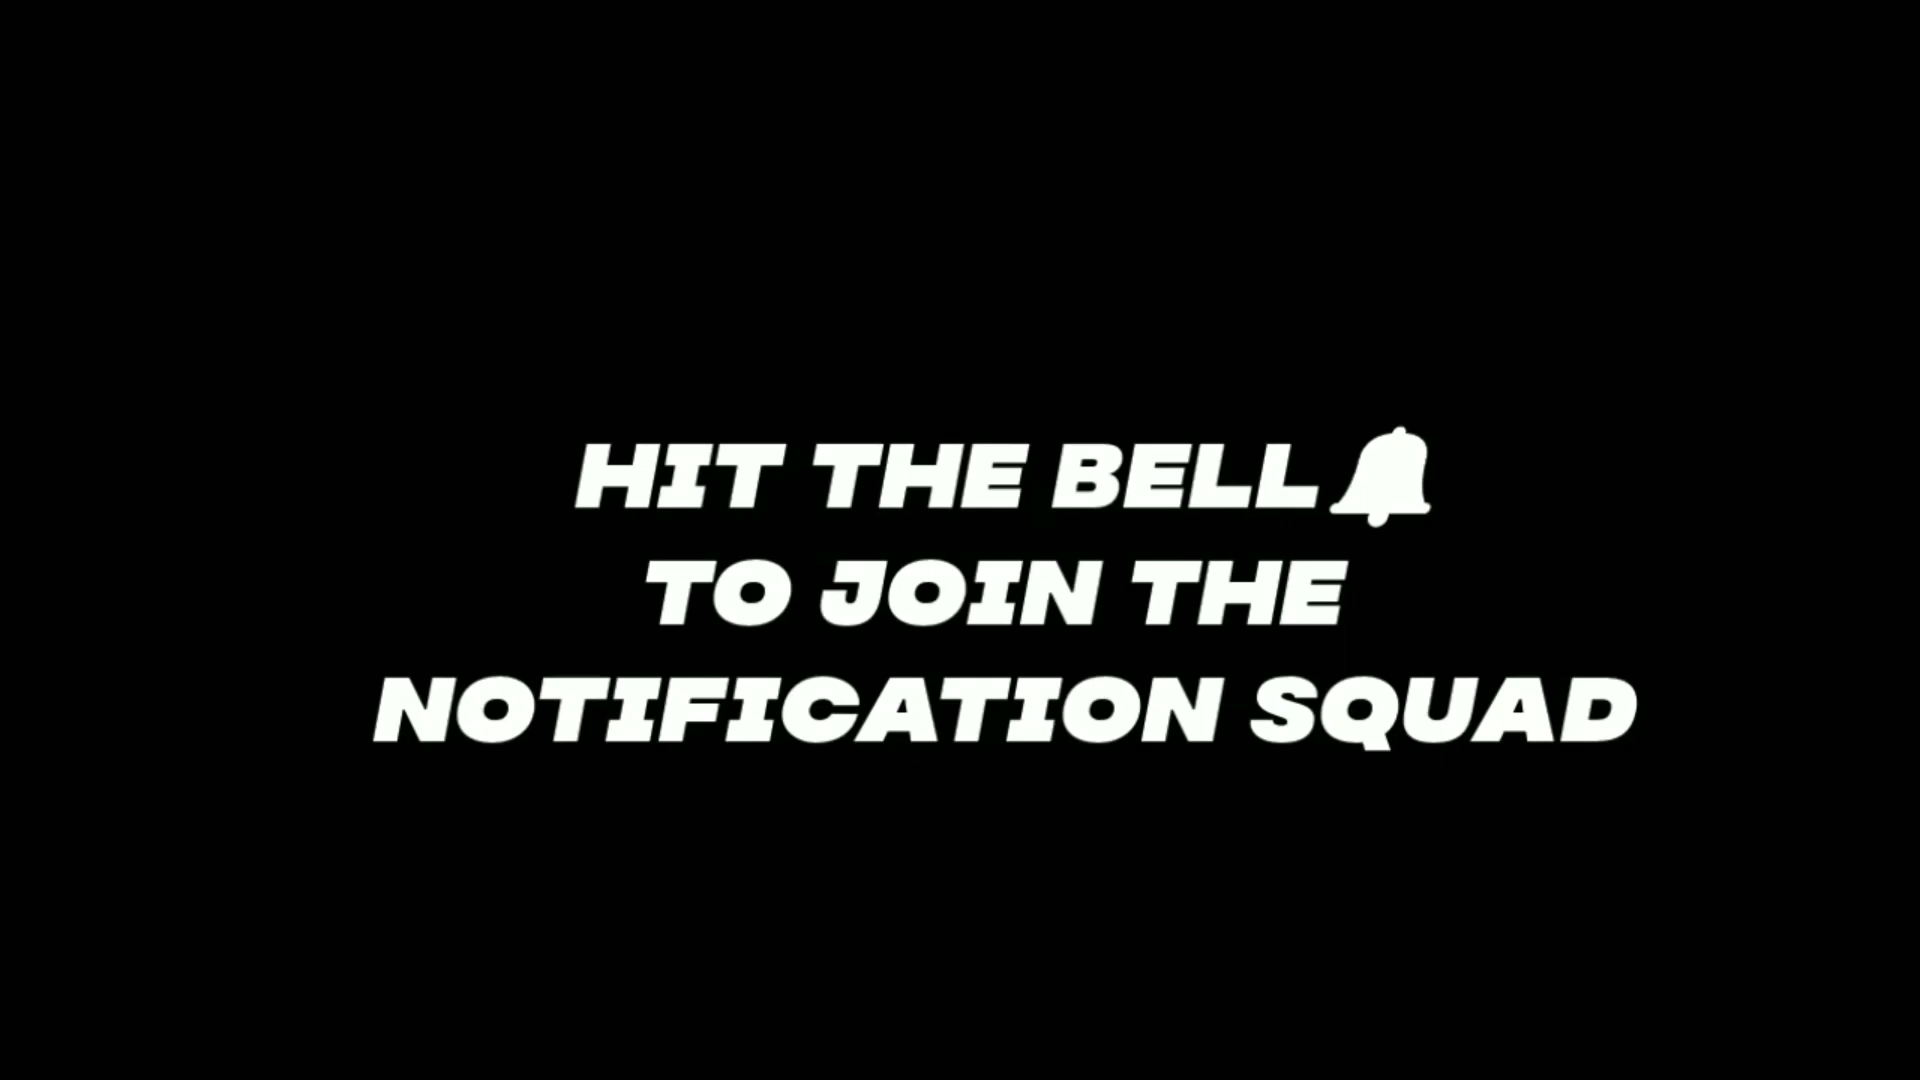 HIT THE BELL
TO JOIN THE
NOTIFICATION SQUAD